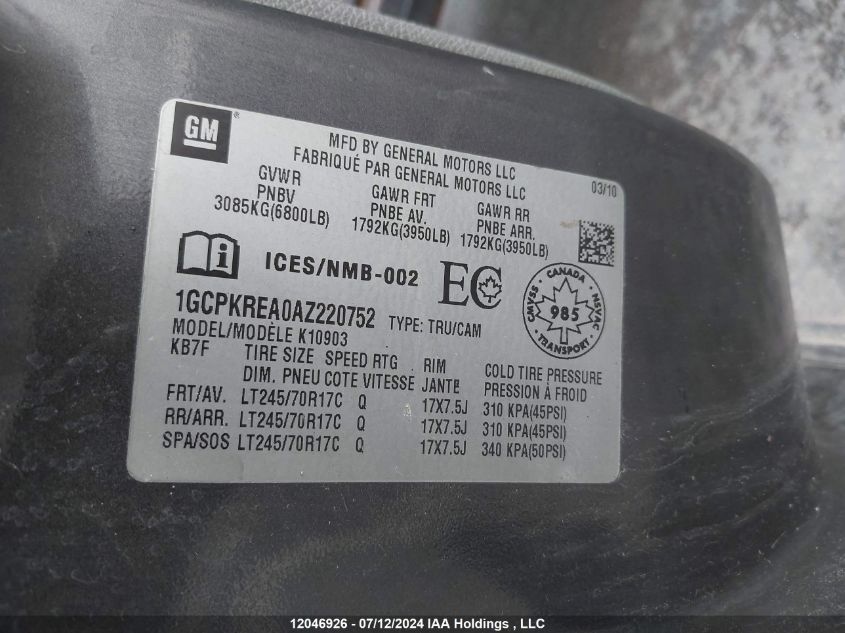 GM
MFD BY GENERAL MOTORS LLC
FABRIQUÉ PAR GENERAL MOTORS LLC
03/10
GVWR
PNBV
3085KG(6800LB)
GAWR FRT
PNBE AV.
1792KG(3950LB)
GAWR RR
PNBE ARR.
1792KG(3950LB)
ICES/NMB-002
EC
CANADA
NSVAC
985
SVAMC
TRANSPORT
1GCPKREA0AZ220752 TYPE: TRU/CAM
MODEL/MODÈLE K10903
KB7F TIRE SIZE SPEED RTG RIM COLD TIRE PRESSURE
DIM. PNEU COTE VITESSE JANTE PRESSION À FROID
FRT/AV. LT245/70R17C Q 17X7.5J 310 KPA(45PSI)
RR/ARR. LT245/70R17C Q 17X7.5J 310 KPA(45PSI)
SPA/SOS LT245/70R17C Q 17X7.5J 340 KPA(50PSI)
12046926 - 07/12/2024 IAA Holdings , LLC